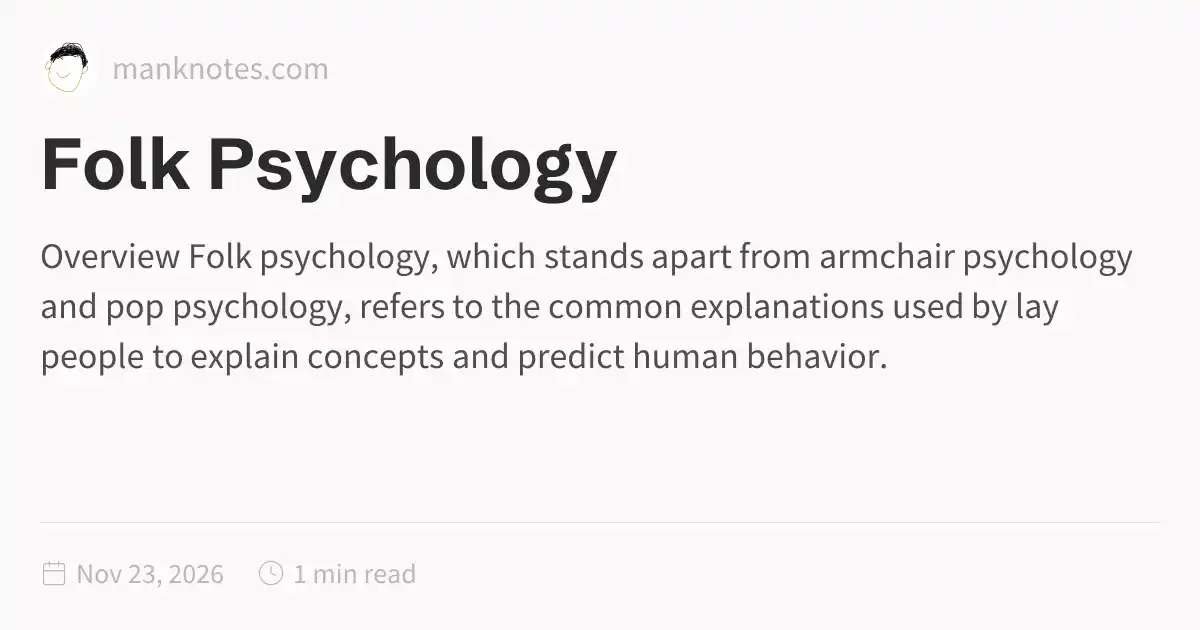 manknotes.com
Folk Psychology
Overview Folk psychology, which stands apart from armchair psychology
and pop psychology, refers to the common explanations used by lay
people to explain concepts and predict human behavior.
Nov 23, 2026 1 min read